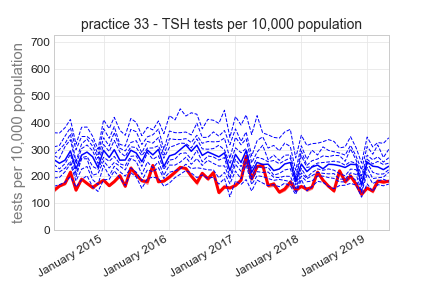 practice 33 - TSH tests per 10,000 population
tests per 10,000 population
700
600
500
400
300
200
100
0
January 2015
January 2016
January 2017
January 2018
January 2019